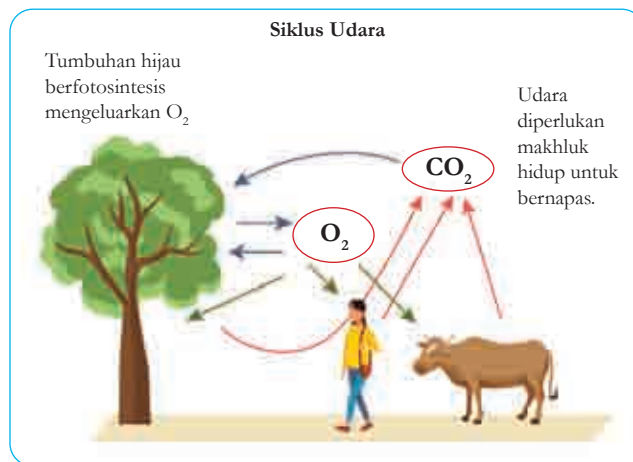 Siklus Udara
Tumbuhan hijau
berfotosintesis
mengeluarkan O₂
Udara
diperlukan
makhluk
hidup untuk
bernapas.
CO₂
O₂